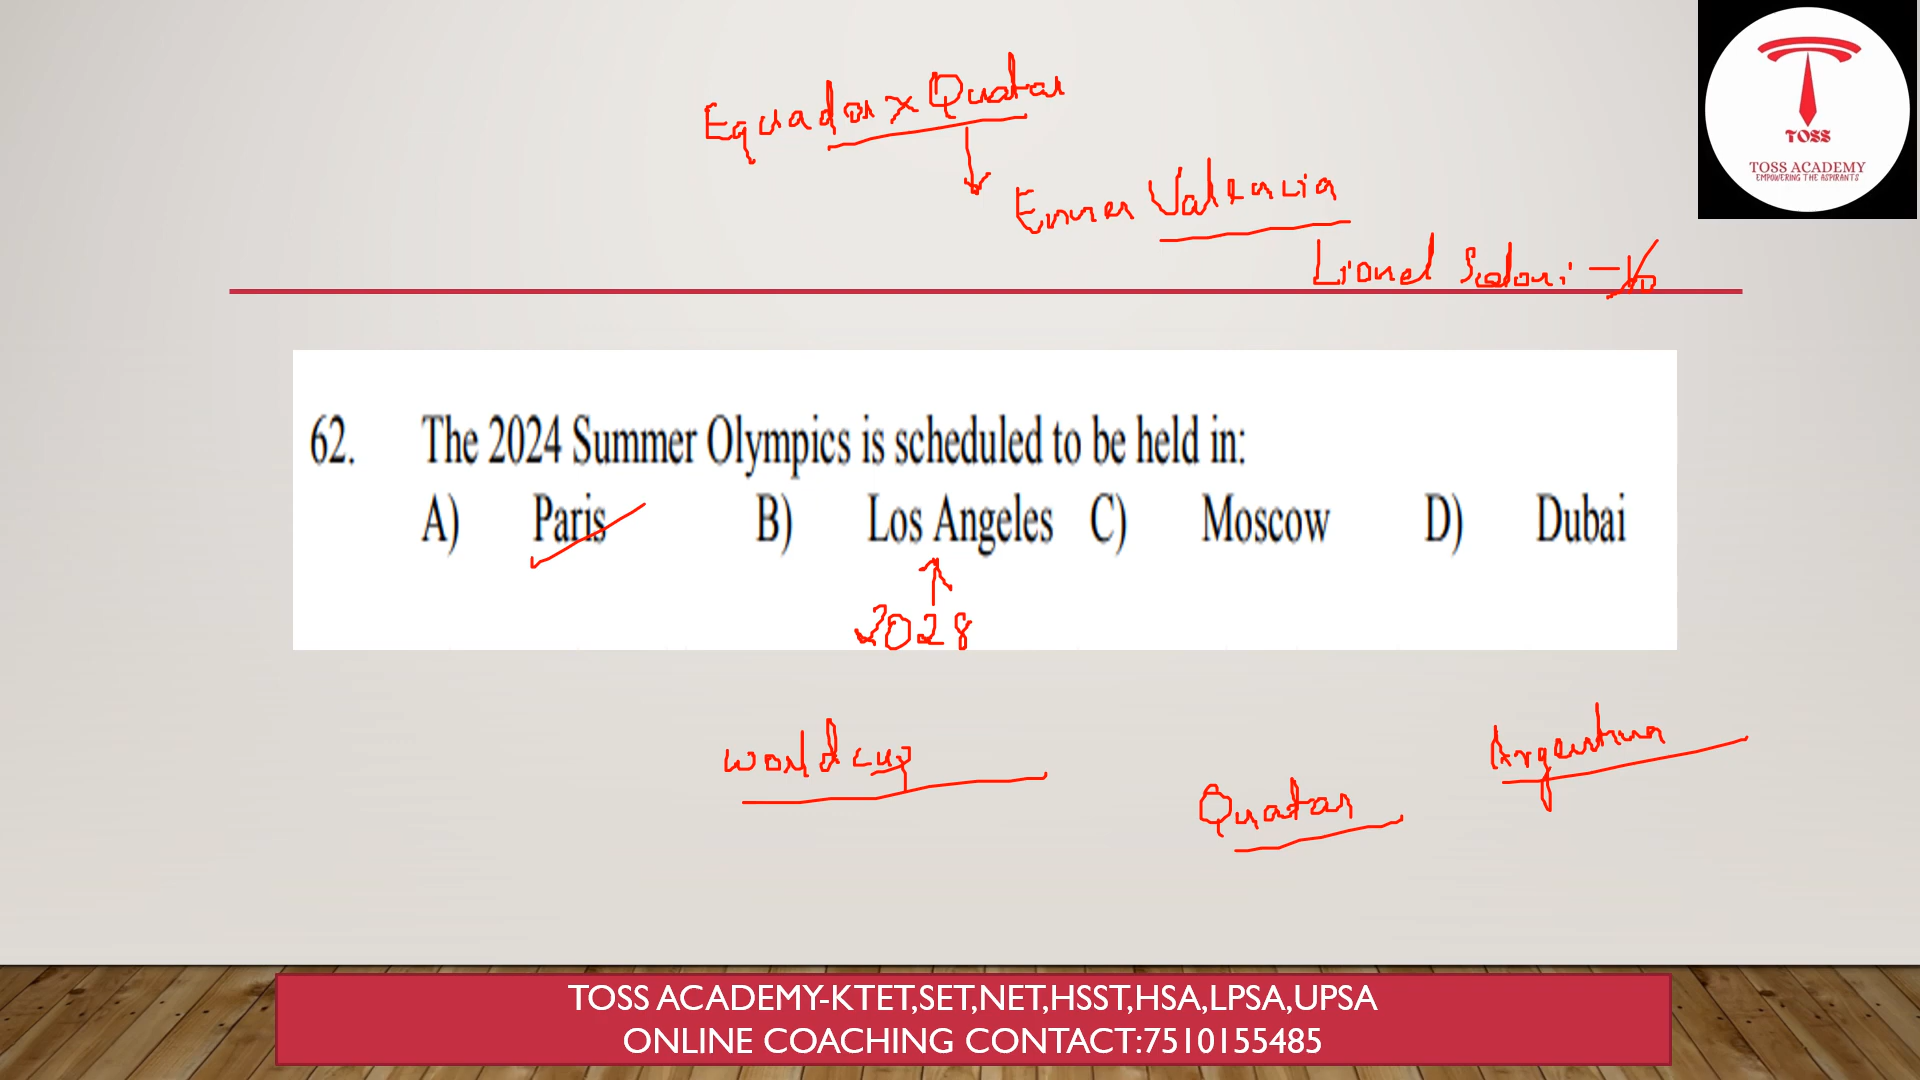 Equador x Quatar
Enner Valencia
Lionel Scaloni -
TOSS
TOSS ACADEMY
EMPOWERING THE ASPIRANTS
62. The 2024 Summer Olympics is scheduled to be held in:
A) Paris B) Los Angeles C) Moscow D) Dubai
2028
world cup
Argentina
Quatar
TOSS ACADEMY-KTET,SET,NET,HSST,HSA,LPSA,UPSA
ONLINE COACHING CONTACT:7510155485